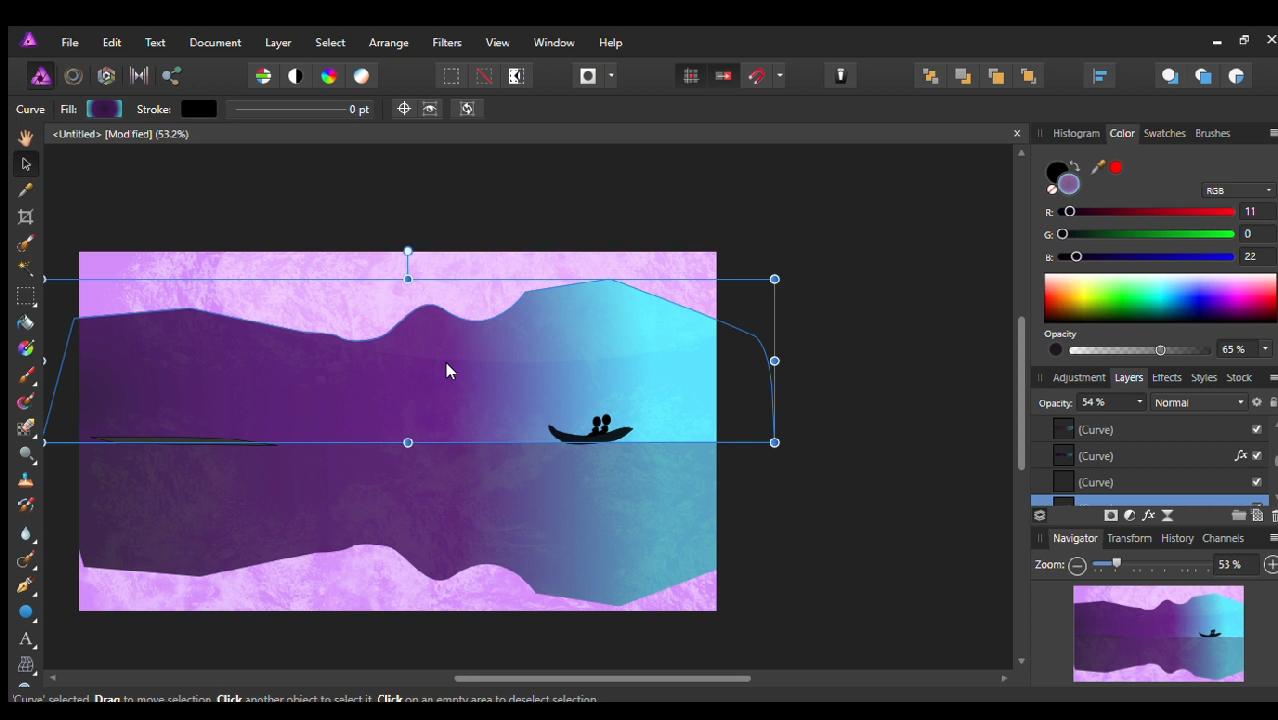 File Edit Text Document Layer Select Arrange Filters View Window Help
Curve Fill: Stroke: 0 pt
<Untitled> [Modified] (53.2%)
Histogram Color Swatches Brushes
RGB
R: 11
G: 0
B: 22
Opacity
65 %
Adjustment Layers Effects Styles Stock
Opacity: 54 % Normal
(Curve)
(Curve) fx
(Curve)
fx
Navigator Transform History Channels
Zoom: 53 %
A
'Curve' selected. Drag to move selection. Click another object to select it. Click on an empty area to deselect selection.